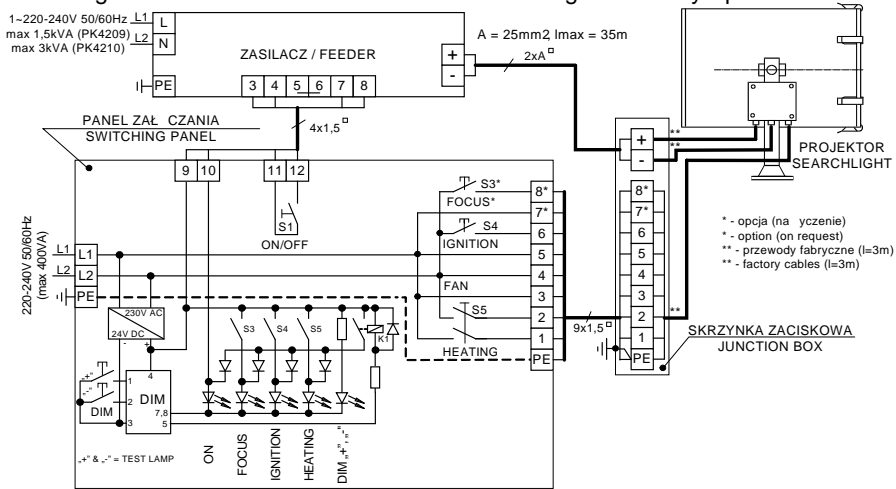 1~220-240V 50/60Hz
max 1,5kVA (PK4209)
max 3kVA (PK4210)
L1
L2
L
N
PE
ZASILACZ / FEEDER
3 4 5 6 7 8
+
-
A = 25mm2 lmax = 35m
2xA
4x1,5
PANEL ZAŁ CZANIA
SWITCHING PANEL
9 10
11 12
S1
ON/OFF
220-240V 50/60Hz
(max 400VA)
L1
L2
L1
L2
PE
S3*
FOCUS*
S4
IGNITION
FAN
S5
HEATING
8*
7*
6
5
4
3
2
1
PE
9x1,5
+
-
**
**
8*
7*
6
5
4
3
2
1
PE
**
PROJEKTOR
SEARCHLIGHT
* - opcja (na yczenie)
* - option (on request)
** - przewody fabryczne (l=3m)
** - factory cables (l=3m)
SKRZYNKA ZACISKOWA
JUNCTION BOX
230V AC
24V DC
- +
S3
S4
S5
K1
„+"
„-"
DIM
1
2
3
4
DIM
7,8
5
„+" & „-" = TEST LAMP
ON
FOCUS
IGNITION
HEATING
DIM „+", „-"